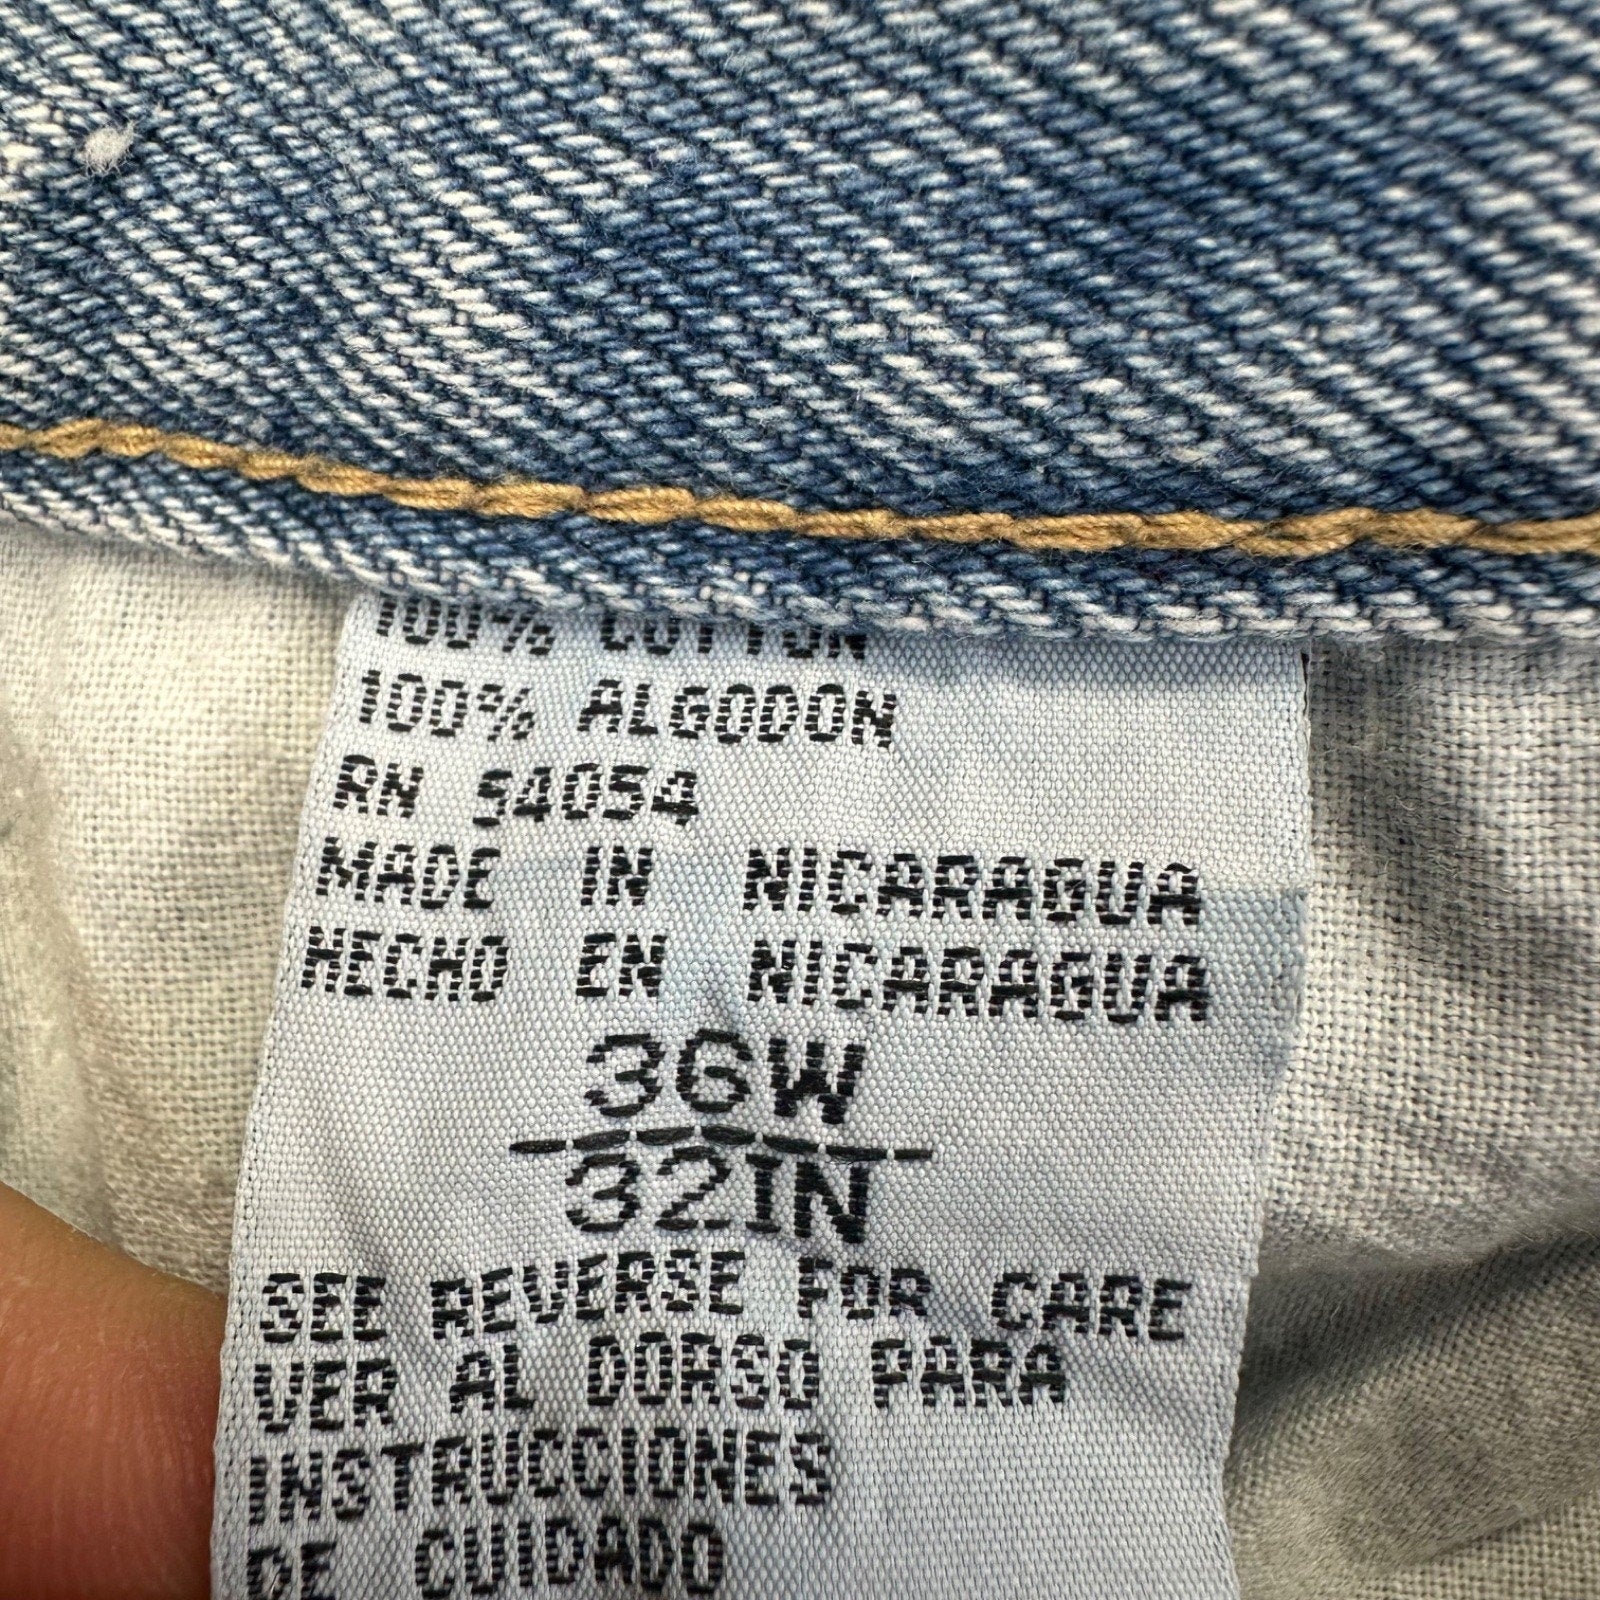 100% COTTON
100% ALGODON
RN 54054
MADE IN NICARAGUA
HECHO EN NICARAGUA
36W
32IN
SEE REVERSE FOR CARE
VER AL DORSO PARA
INSTRUCCIONES
DE CUIDADO